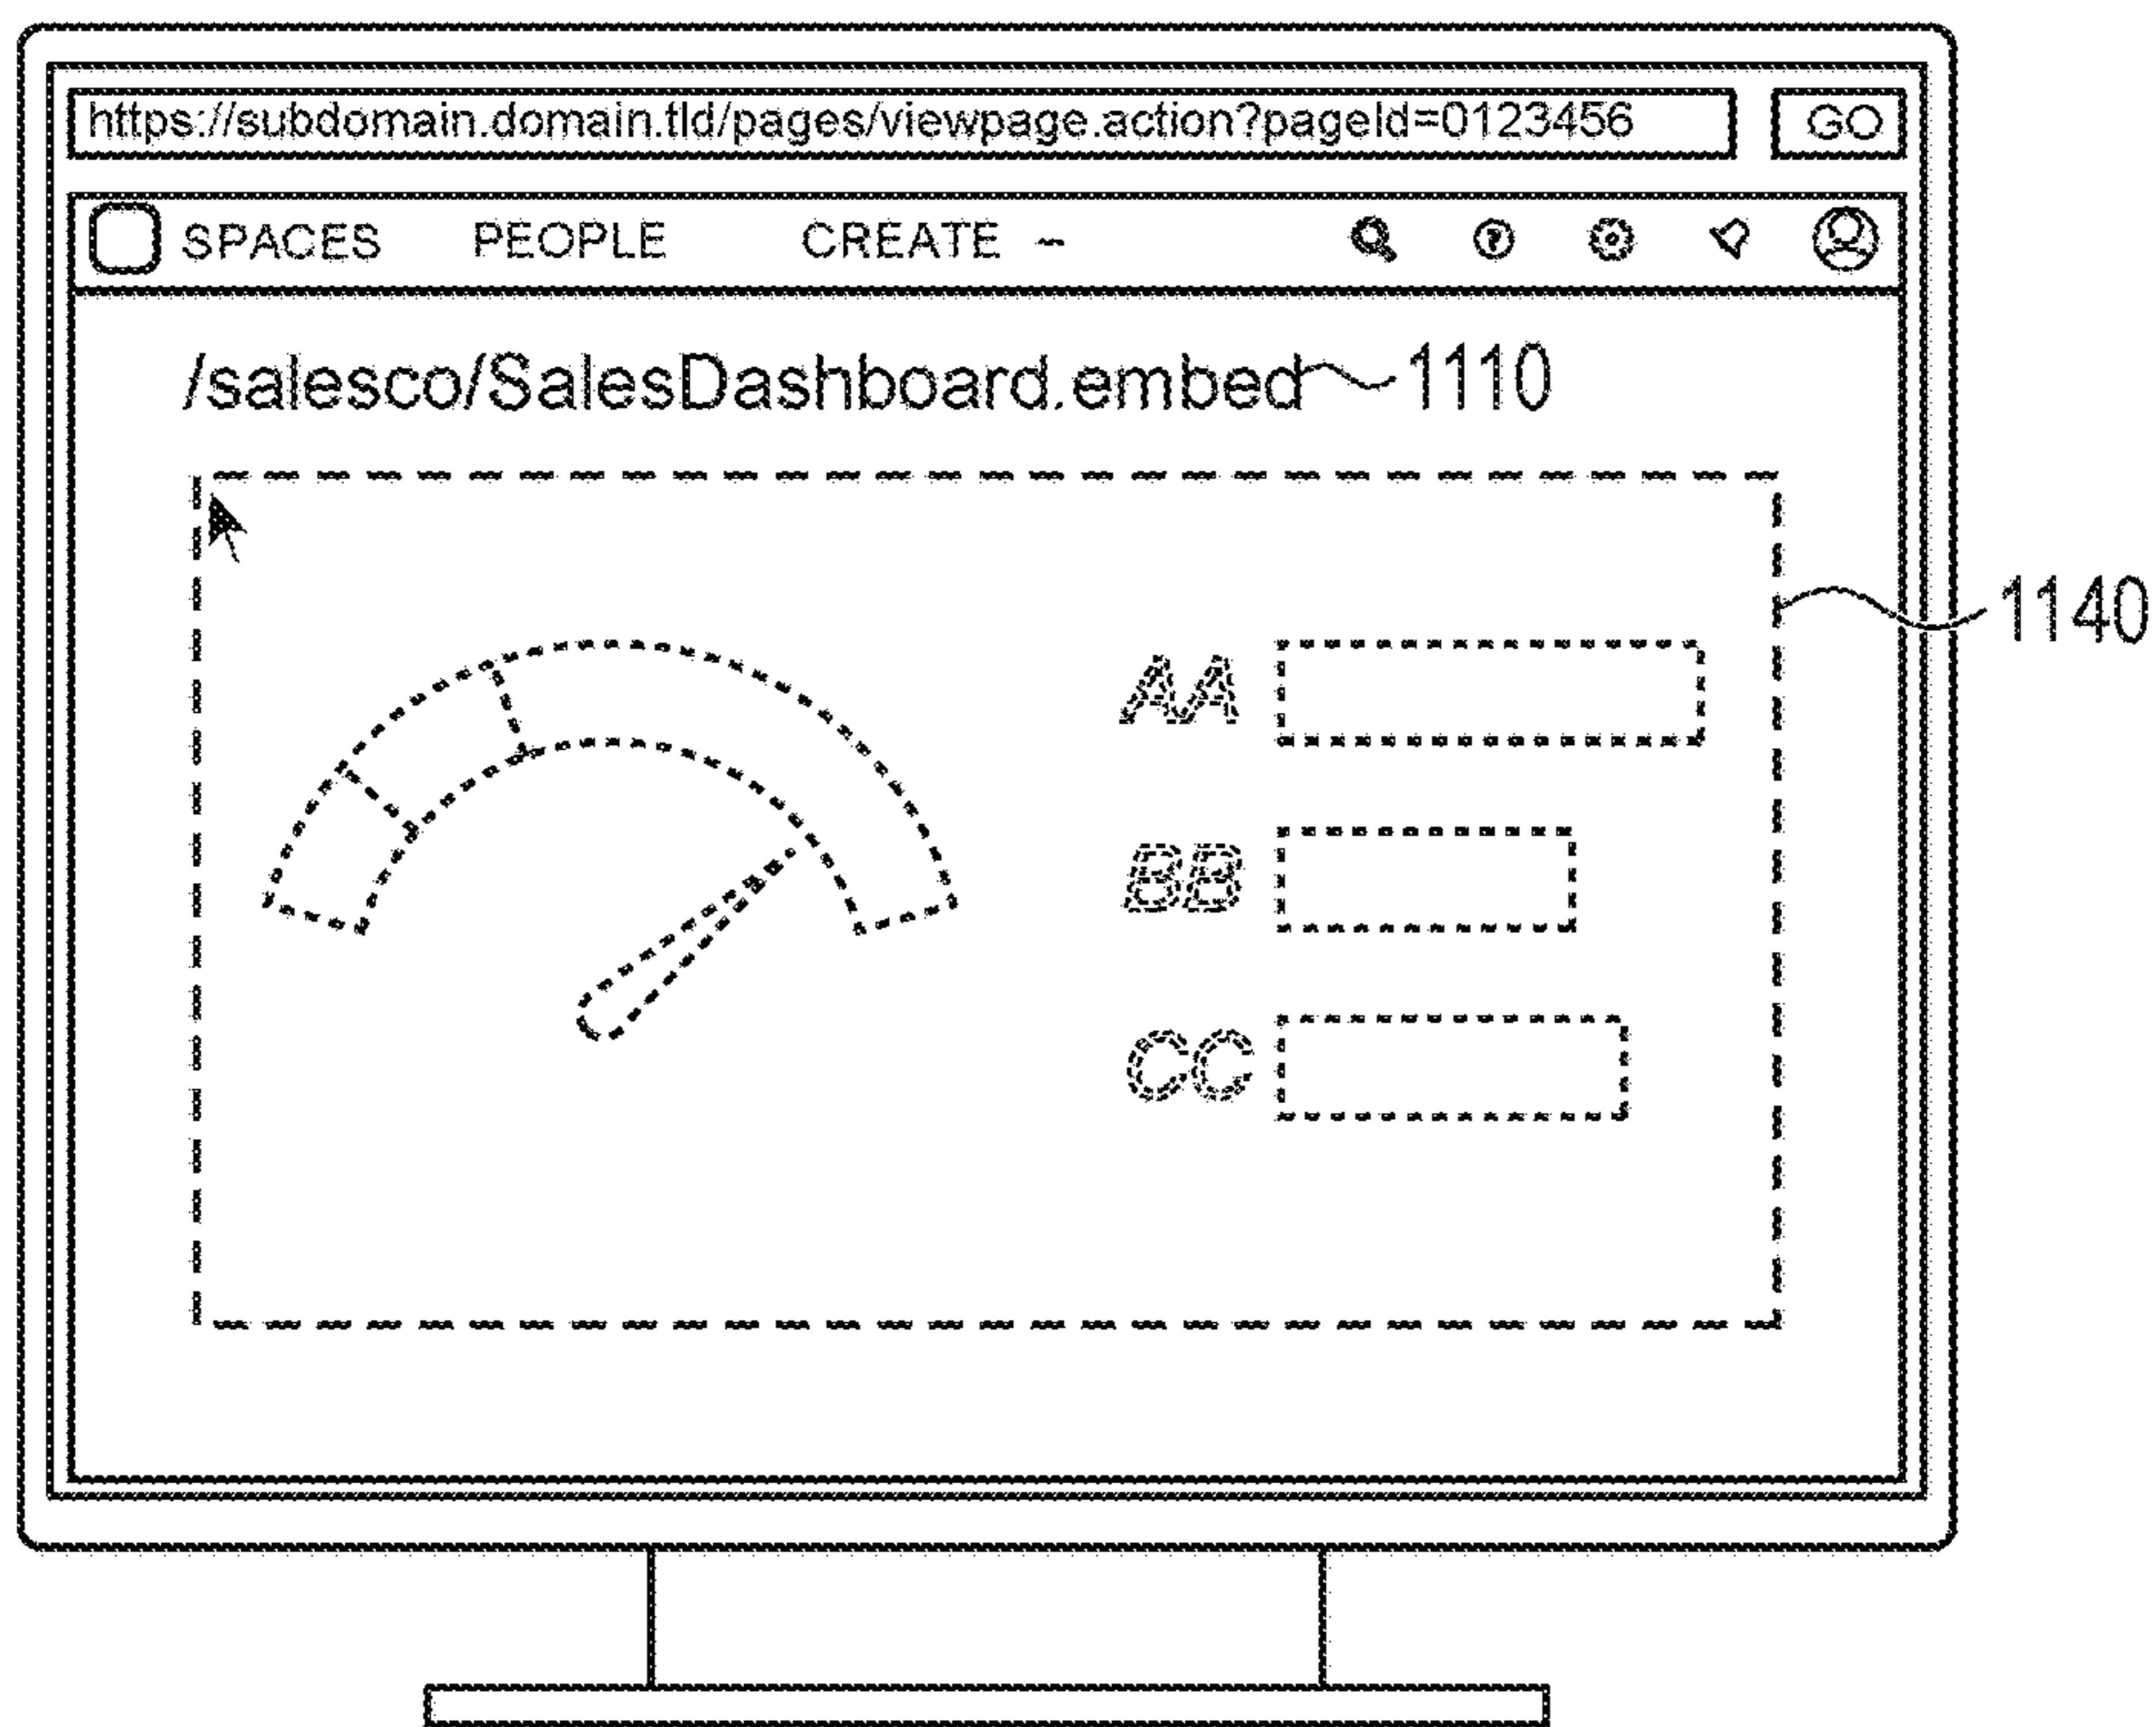 https://subdomain.domain.tld/pages/viewpage.action?pageId=0123456 GO
SPACES PEOPLE CREATE ~ ?
/salesco/SalesDashboard.embed 1110
1140
AA
BB
CC